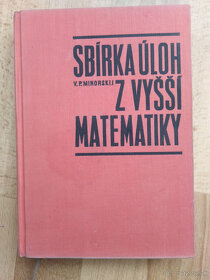 SBÍRKA ÚLOH
V. P. MINORSKIJ
Z VYŠŠÍ
MATEMATIKY